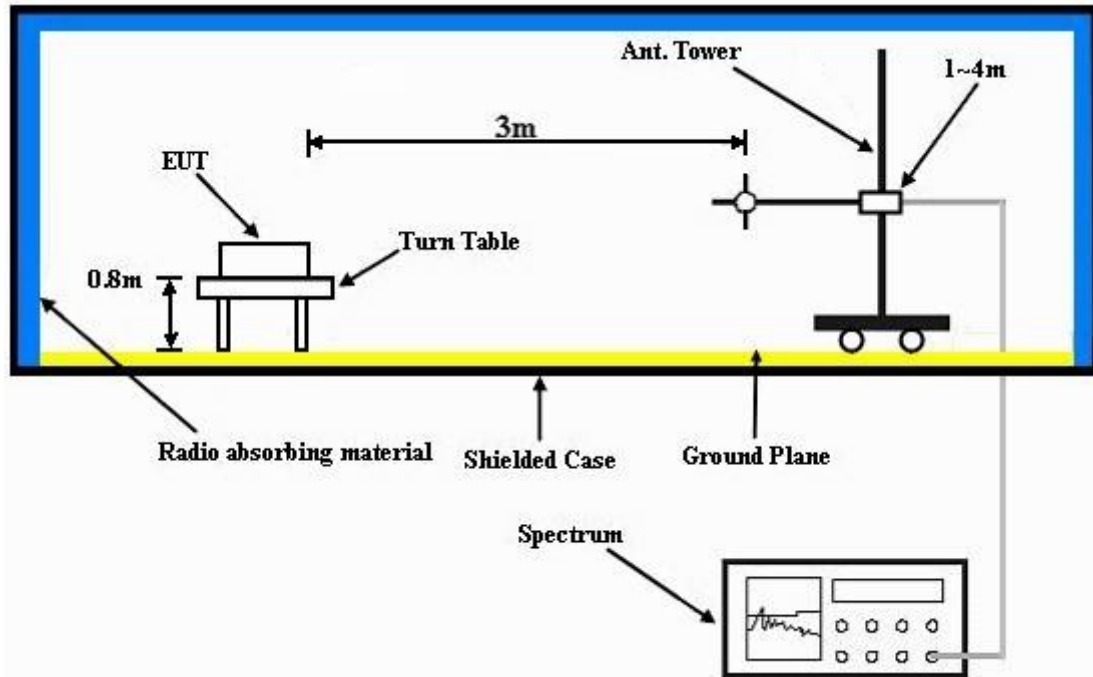 Ant. Tower
1~4m
3m
EUT
Turn Table
0.8m
Radio absorbing material
Shielded Case
Ground Plane
Spectrum